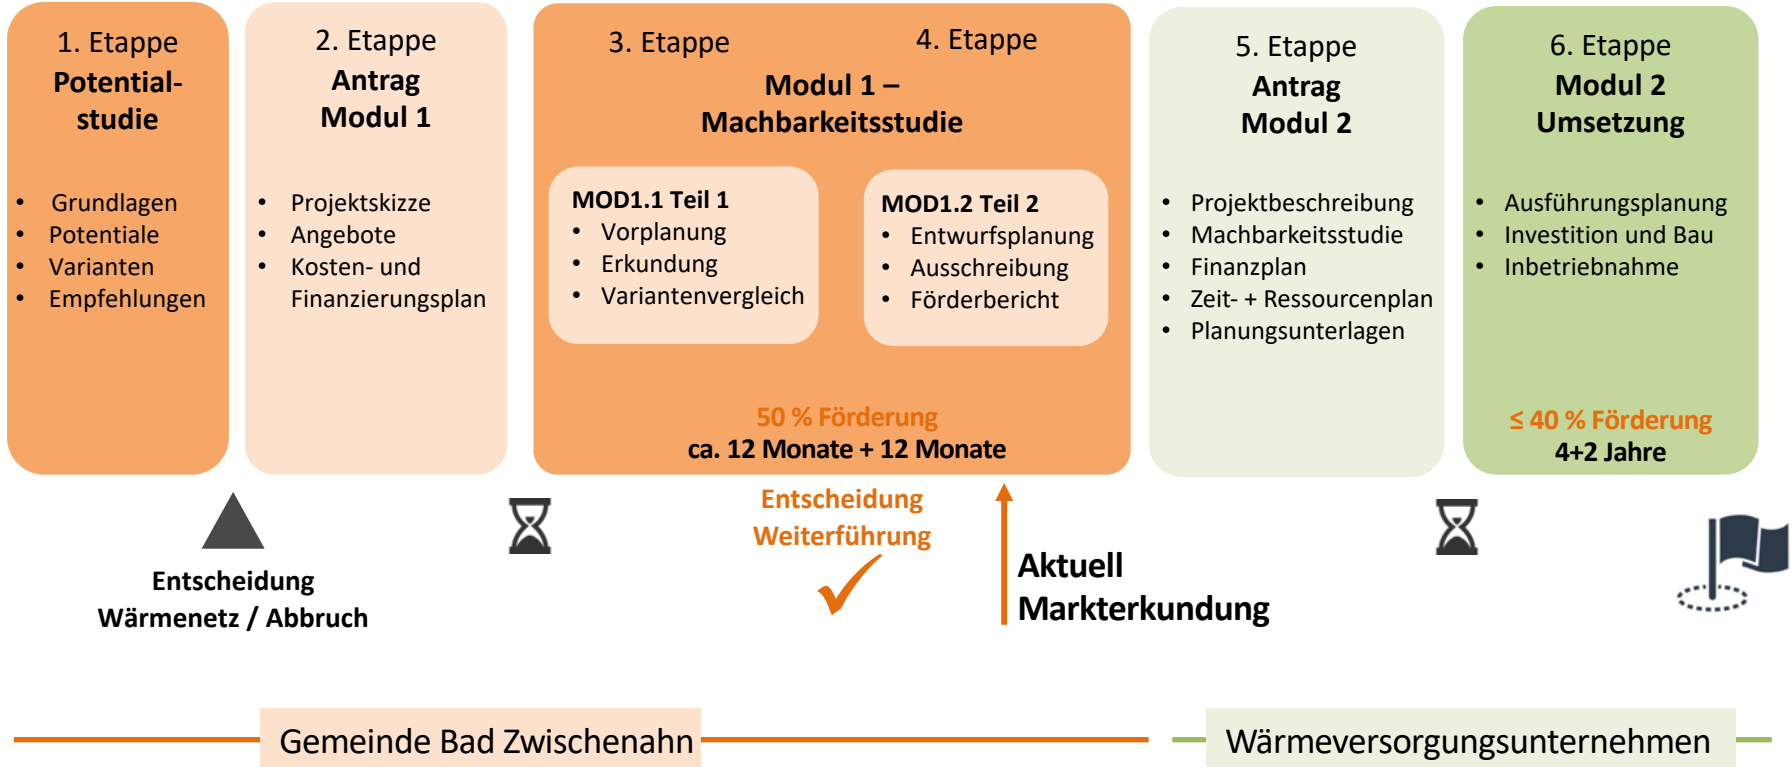 1. Etappe
Potential-
studie
• Grundlagen
• Potentiale
• Varianten
• Empfehlungen
2. Etappe
Antrag
Modul 1
• Projektskizze
• Angebote
• Kosten- und
Finanzierungsplan
3. Etappe
4. Etappe
Modul 1 –
Machbarkeitsstudie
MOD1.1 Teil 1
• Vorplanung
• Erkundung
• Variantenvergleich
MOD1.2 Teil 2
• Entwurfsplanung
• Ausschreibung
• Förderbericht
50 % Förderung
ca. 12 Monate + 12 Monate
5. Etappe
Antrag
Modul 2
• Projektbeschreibung
• Machbarkeitsstudie
• Finanzplan
• Zeit- + Ressourcenplan
• Planungsunterlagen
6. Etappe
Modul 2
Umsetzung
• Ausführungsplanung
• Investition und Bau
• Inbetriebnahme
≤ 40 % Förderung
4+2 Jahre
Entscheidung
Wärmenetz / Abbruch
Entscheidung
Weiterführung
Aktuell
Markterkundung
Gemeinde Bad Zwischenahn
Wärmeversorgungsunternehmen